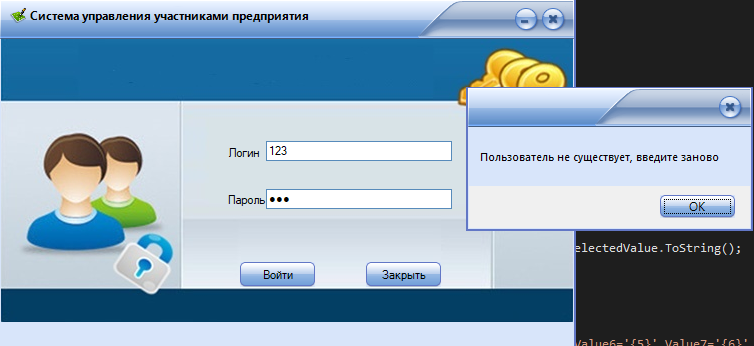 Система управления участниками предприятия
Логин
123
Пароль
Войти
Закрыть
Пользователь не существует, введите заново
OK
electedValue.ToString();
Value6='{5}',Value7='{6}'